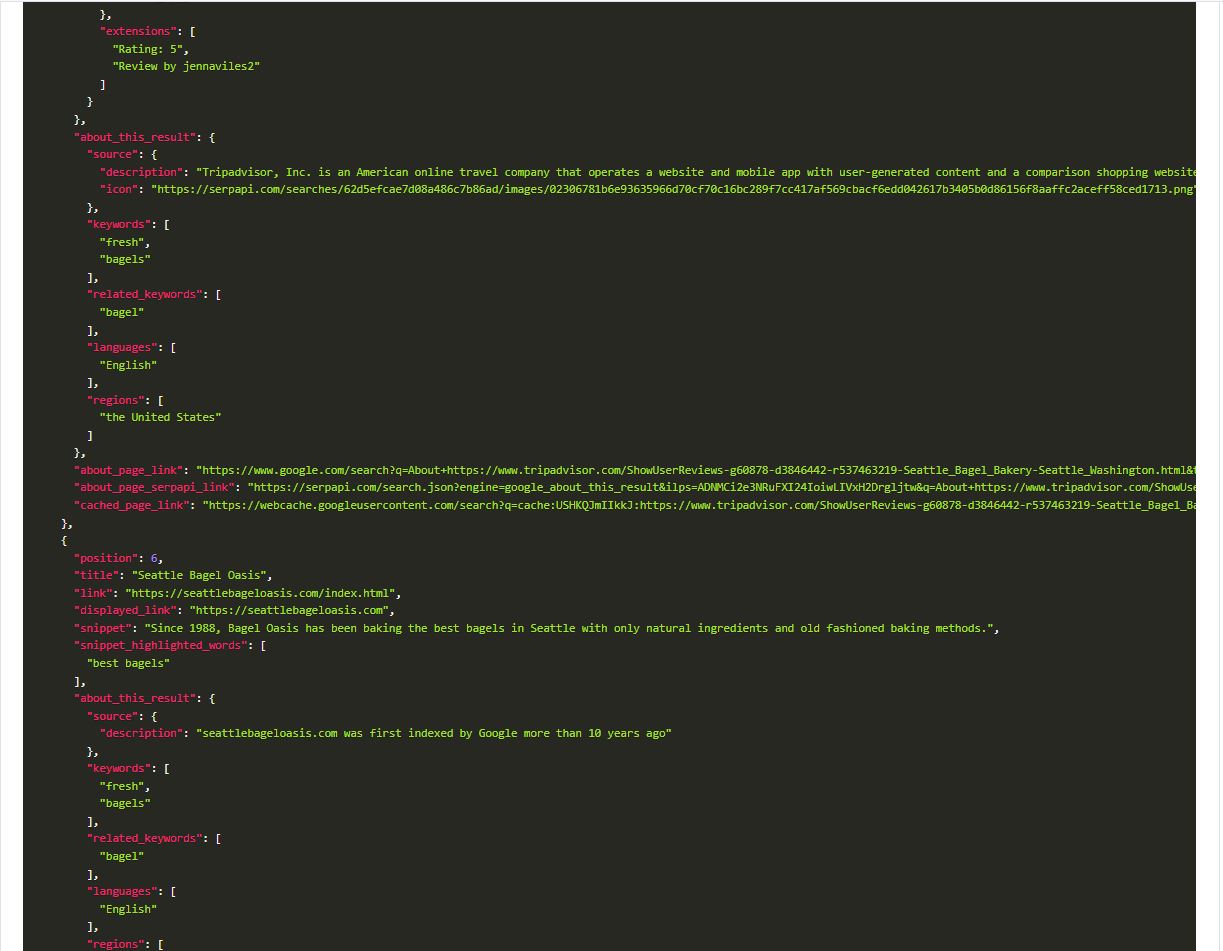 },
"extensions": [
"Rating: 5",
"Review by jennaviles2"
]
}
},
"about_this_result": {
"source": {
"description": "Tripadvisor, Inc. is an American online travel company that operates a website and mobile app with user-generated content and a comparison shopping website
"icon": "https://serpapi.com/searches/62d5efcae7d08a486c7b86ad/images/02306781b6e93635966d70cf70c16bc289f7cc417af569cbacf6edd042617b3405b0d86156f8aaffc2aceff58ced1713.png"
},
"keywords": [
"fresh",
"bagels"
],
"related_keywords": [
"bagel"
],
"languages": [
"English"
],
"regions": [
"the United States"
]
},
"about_page_link": "https://www.google.com/search?q=About+https://www.tripadvisor.com/ShowUserReviews-g60878-d3846442-r537463219-Seattle_Bagel_Bakery-Seattle_Washington.html&t
"about_page_serpapi_link": "https://serpapi.com/search.json?engine=google_about_this_result&ilps=ADNMCi2e3NRuFXI24IoiwLIVxH2Drgljtw&q=About+https://www.tripadvisor.com/ShowUse
"cached_page_link": "https://webcache.googleusercontent.com/search?q=cache:USHKQJmIIkkJ:https://www.tripadvisor.com/ShowUserReviews-g60878-d3846442-r537463219-Seattle_Bagel_Ba
},
{
"position": 6,
"title": "Seattle Bagel Oasis",
"link": "https://seattlebageloasis.com/index.html",
"displayed_link": "https://seattlebageloasis.com",
"snippet": "Since 1988, Bagel Oasis has been baking the best bagels in Seattle with only natural ingredients and old fashioned baking methods.",
"snippet_highlighted_words": [
"best bagels"
],
"about_this_result": {
"source": {
"description": "seattlebageloasis.com was first indexed by Google more than 10 years ago"
},
"keywords": [
"fresh",
"bagels"
],
"related_keywords": [
"bagel"
],
"languages": [
"English"
],
"regions": [